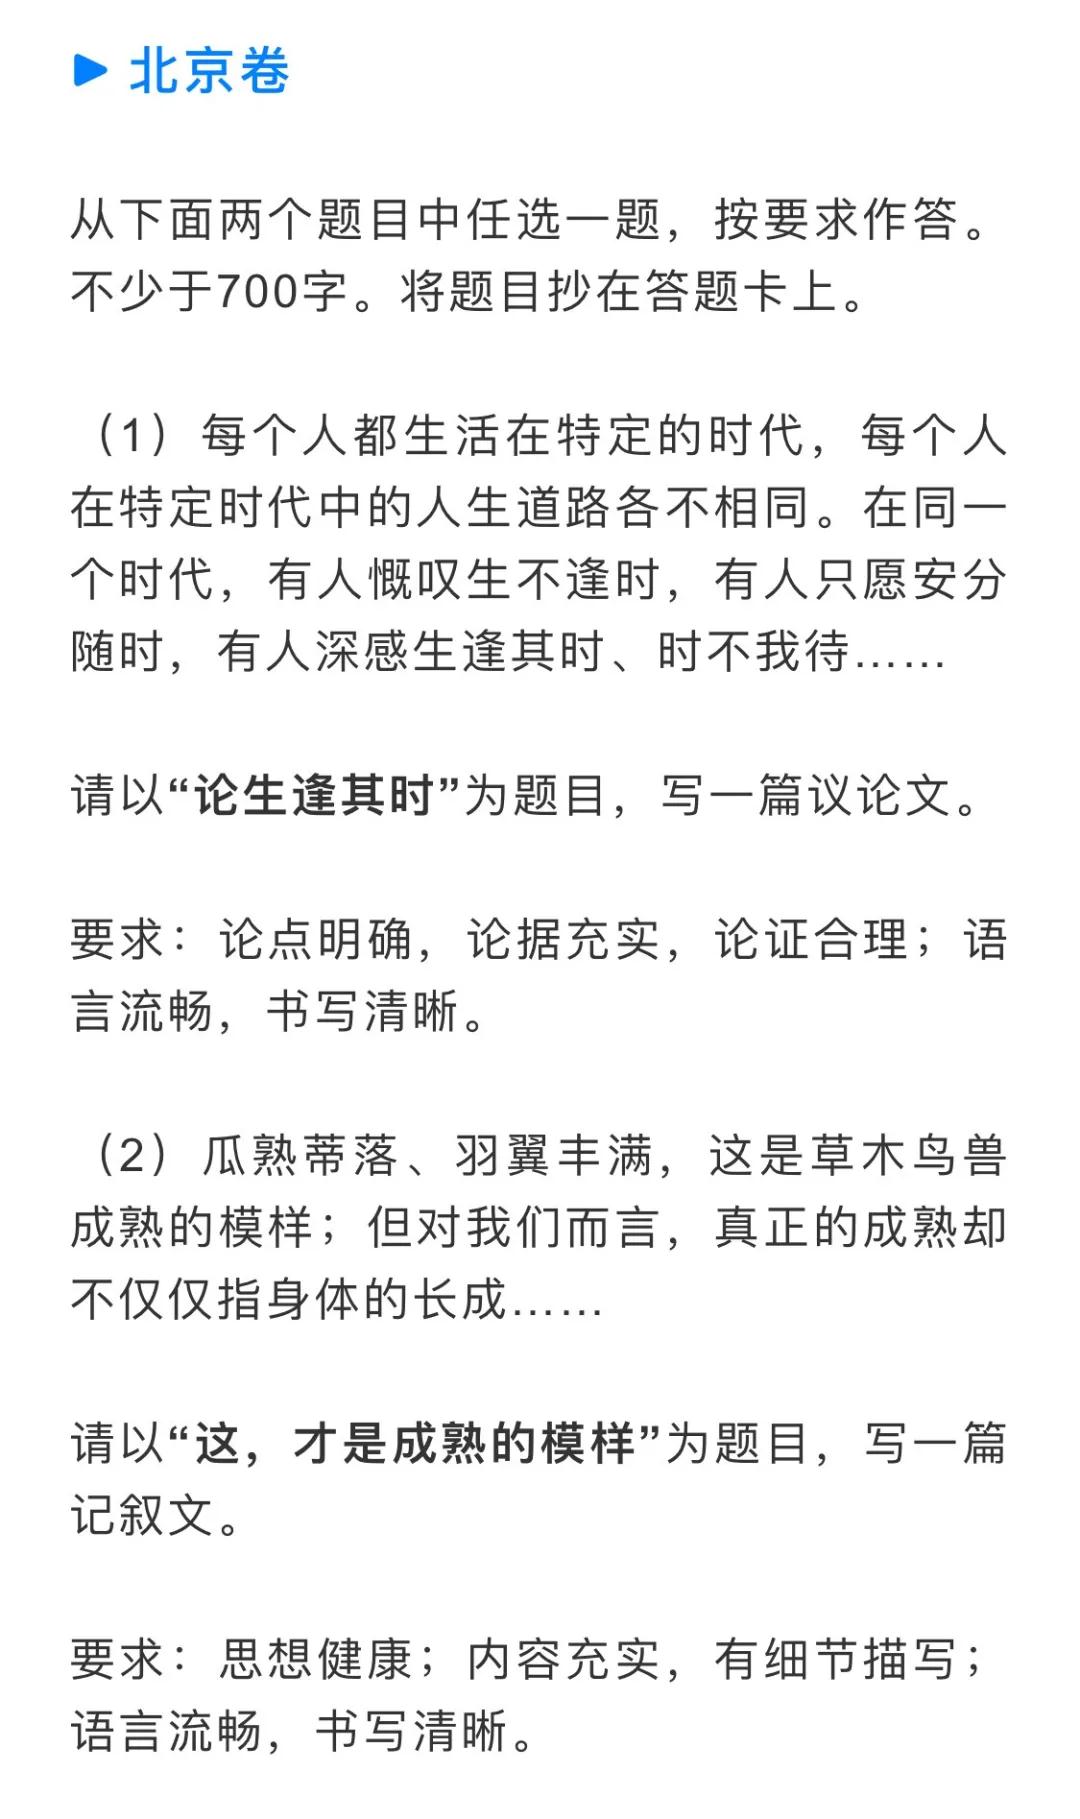 北京卷
从下面两个题目中任选一题，按要求作答。
不少于700字。将题目抄在答题卡上。
（1）每个人都生活在特定的时代，每个人
在特定时代中的人生道路各不相同。在同一
个时代，有人慨叹生不逢时，有人只愿安分
随时，有人深感生逢其时、时不我待……
请以“论生逢其时”为题目，写一篇议论文。
要求：论点明确，论据充实，论证合理；语
言流畅，书写清晰。
（2）瓜熟蒂落、羽翼丰满，这是草木鸟兽
成熟的模样；但对我们而言，真正的成熟却
不仅仅指身体的长成……
请以“这，才是成熟的模样”为题目，写一篇
记叙文。
要求：思想健康；内容充实，有细节描写；
语言流畅，书写清晰。